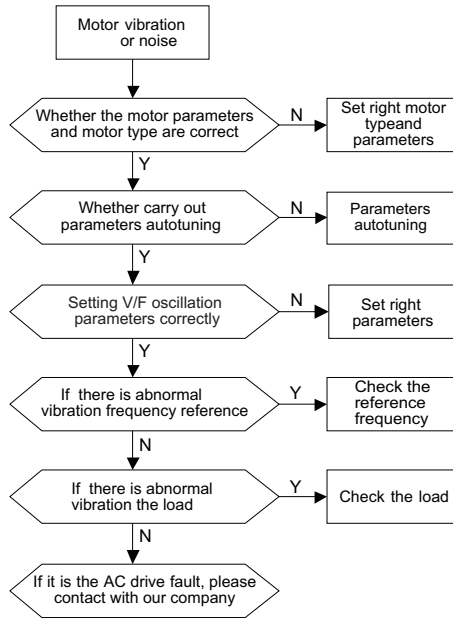 Motor vibration
or noise
Whether the motor parameters
and motor type are correct
N
Set right motor
typeand
parameters
Y
Whether carry out
parameters autotuning
N
Parameters
autotuning
Y
Setting V/F oscillation
parameters correctly
N
Set right
parameters
Y
If there is abnormal
vibration frequency reference
Y
Check the
reference
frequency
N
If there is abnormal
vibration the load
Y
Check the load
N
If it is the AC drive fault, please
contact with our company